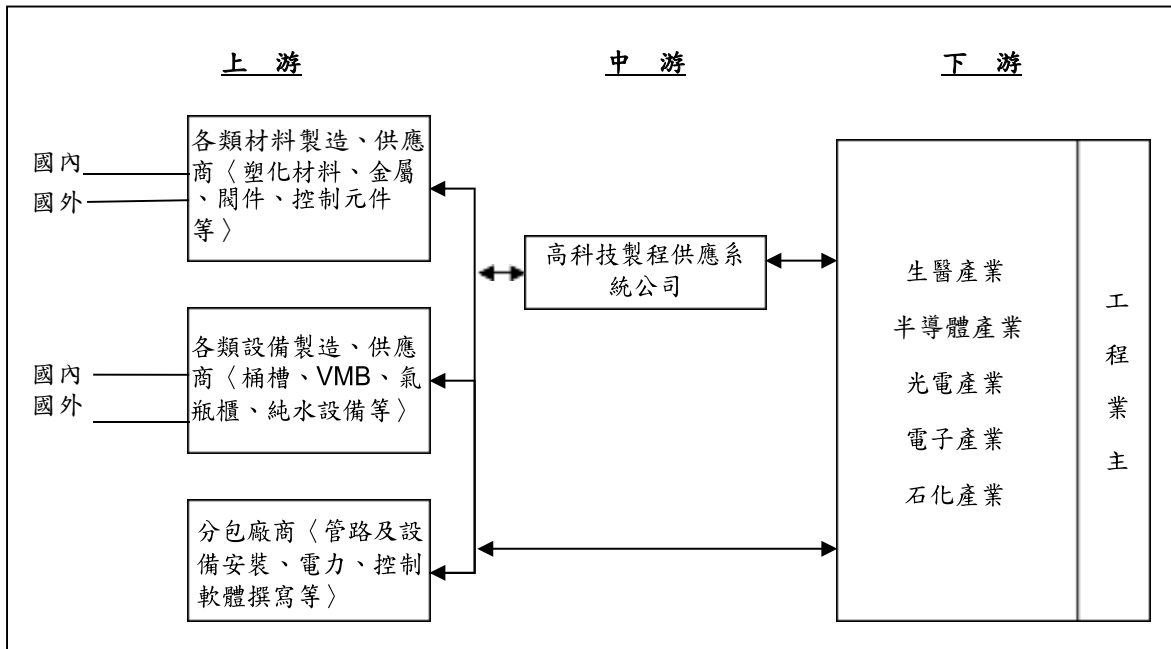 上 游
中 游
下 游
國內
國外
各類材料製造、供應
商〈塑化材料、金屬
、閥件、控制元件
等〉
高科技製程供應系
統公司
國內
國外
各類設備製造、供應
商〈桶槽、VMB、氣
瓶櫃、純水設備等〉
分包廠商〈管路及設
備安裝、電力、控制
軟體撰寫等〉
生醫產業
半導體產業
光電產業
電子產業
石化產業
工
程
業
主